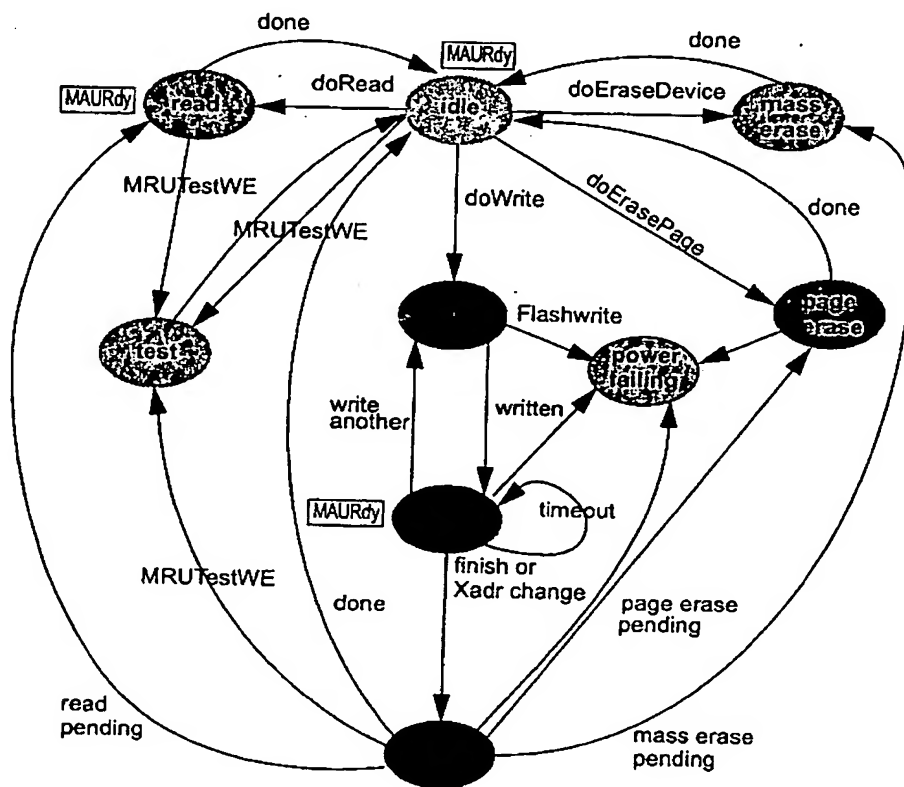 done
MAURdy
done
MAURdy
read
doRead
idle
doEraseDevice
mass
erase
MRUTestWE
MRUTestWE
doWrite
doErasePage
done
test
Flashwrite
page
erase
power
failing
write
another
written
MAURdy
timeout
MRUTestWE
done
finish or
Xadr change
page erase
pending
read
pending
mass erase
pending